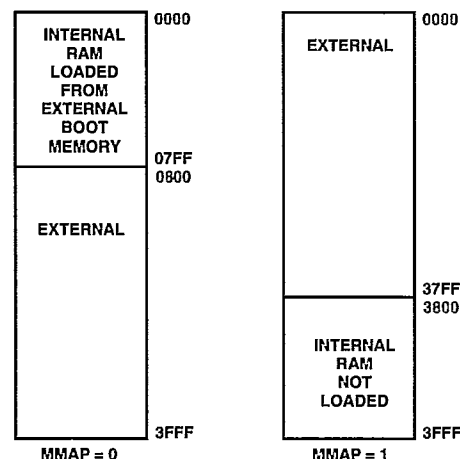 0000
INTERNAL
RAM
LOADED
FROM
EXTERNAL
BOOT
MEMORY
07FF
0800
EXTERNAL
3FFF
MMAP = 0
0000
EXTERNAL
37FF
3800
INTERNAL
RAM
NOT
LOADED
3FFF
MMAP = 1